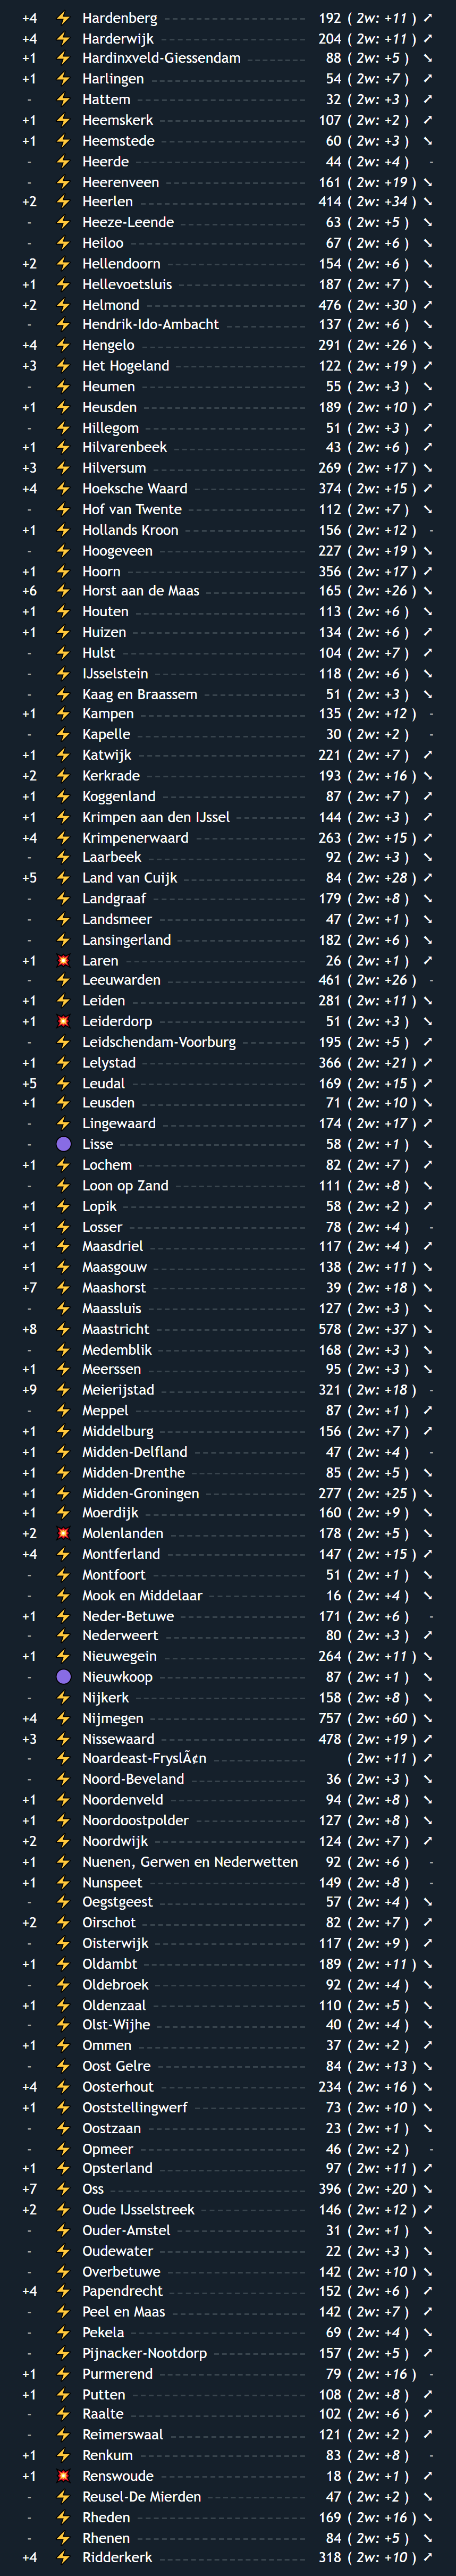 +4 ⚡ Hardenberg 192 ( 2w: +11 ) ↗
+4 ⚡ Harderwijk 204 ( 2w: +11 ) ↗
+1 ⚡ Hardinxveld-Giessendam 88 ( 2w: +5 ) ↘
+1 ⚡ Harlingen 54 ( 2w: +7 ) ↗
- ⚡ Hattem 32 ( 2w: +3 ) ↗
+1 ⚡ Heemskerk 107 ( 2w: +2 ) ↗
+1 ⚡ Heemstede 60 ( 2w: +3 ) ↘
- ⚡ Heerde 44 ( 2w: +4 ) -
- ⚡ Heerenveen 161 ( 2w: +19 ) ↘
+2 ⚡ Heerlen 414 ( 2w: +34 ) ↘
- ⚡ Heeze-Leende 63 ( 2w: +5 ) ↘
- ⚡ Heiloo 67 ( 2w: +6 ) ↘
+2 ⚡ Hellendoorn 154 ( 2w: +6 ) ↘
+1 ⚡ Hellevoetsluis 187 ( 2w: +7 ) ↘
+2 ⚡ Helmond 476 ( 2w: +30 ) ↗
- ⚡ Hendrik-Ido-Ambacht 137 ( 2w: +6 ) ↘
+4 ⚡ Hengelo 291 ( 2w: +26 ) ↘
+3 ⚡ Het Hogeland 122 ( 2w: +19 ) ↗
- ⚡ Heumen 55 ( 2w: +3 ) ↘
+1 ⚡ Heusden 189 ( 2w: +10 ) ↗
- ⚡ Hillegom 51 ( 2w: +3 ) ↗
+1 ⚡ Hilvarenbeek 43 ( 2w: +6 ) ↗
+3 ⚡ Hilversum 269 ( 2w: +17 ) ↘
+4 ⚡ Hoeksche Waard 374 ( 2w: +15 ) ↗
- ⚡ Hof van Twente 112 ( 2w: +7 ) ↘
+1 ⚡ Hollands Kroon 156 ( 2w: +12 ) -
- ⚡ Hoogeveen 227 ( 2w: +19 ) ↘
+1 ⚡ Hoorn 356 ( 2w: +17 ) ↗
+6 ⚡ Horst aan de Maas 165 ( 2w: +26 ) ↘
+1 ⚡ Houten 113 ( 2w: +6 ) ↘
+1 ⚡ Huizen 134 ( 2w: +6 ) ↗
- ⚡ Hulst 104 ( 2w: +7 ) ↗
- ⚡ IJsselstein 118 ( 2w: +6 ) ↘
- ⚡ Kaag en Braassem 51 ( 2w: +3 ) ↘
+1 ⚡ Kampen 135 ( 2w: +12 ) -
- ⚡ Kapelle 30 ( 2w: +2 ) -
+1 ⚡ Katwijk 221 ( 2w: +7 ) ↗
+2 ⚡ Kerkrade 193 ( 2w: +16 ) ↘
+1 ⚡ Koggenland 87 ( 2w: +7 ) ↗
+1 ⚡ Krimpen aan den IJssel 144 ( 2w: +3 ) ↗
+4 ⚡ Krimpenerwaard 263 ( 2w: +15 ) ↗
- ⚡ Laarbeek 92 ( 2w: +3 ) ↘
+5 ⚡ Land van Cuijk 84 ( 2w: +28 ) ↗
- ⚡ Landgraaf 179 ( 2w: +8 ) ↘
- ⚡ Landsmeer 47 ( 2w: +1 ) ↘
- ⚡ Lansingerland 182 ( 2w: +6 ) ↘
+1 💥 Laren 26 ( 2w: +1 ) ↗
- ⚡ Leeuwarden 461 ( 2w: +26 ) -
+1 ⚡ Leiden 281 ( 2w: +11 ) ↘
+1 💥 Leiderdorp 51 ( 2w: +3 ) ↘
- ⚡ Leidschendam-Voorburg 195 ( 2w: +5 ) ↗
+1 ⚡ Lelystad 366 ( 2w: +21 ) ↗
+5 ⚡ Leudal 169 ( 2w: +15 ) ↗
+1 ⚡ Leusden 71 ( 2w: +10 ) ↘
- ⚡ Lingewaard 174 ( 2w: +17 ) ↗
- 🟣 Lisse 58 ( 2w: +1 ) ↘
+1 ⚡ Lochem 82 ( 2w: +7 ) ↗
- ⚡ Loon op Zand 111 ( 2w: +8 ) ↘
+1 ⚡ Lopik 58 ( 2w: +2 ) ↗
+1 ⚡ Losser 78 ( 2w: +4 ) -
+1 ⚡ Maasdriel 117 ( 2w: +4 ) ↗
+1 ⚡ Maasgouw 138 ( 2w: +11 ) ↘
+7 ⚡ Maashorst 39 ( 2w: +18 ) ↘
- ⚡ Maassluis 127 ( 2w: +3 ) ↘
+8 ⚡ Maastricht 578 ( 2w: +37 ) ↘
- ⚡ Medemblik 168 ( 2w: +3 ) ↘
+1 ⚡ Meerssen 95 ( 2w: +3 ) ↘
+9 ⚡ Meierijstad 321 ( 2w: +18 ) -
- ⚡ Meppel 87 ( 2w: +1 ) ↗
+1 ⚡ Middelburg 156 ( 2w: +7 ) ↗
+1 ⚡ Midden-Delfland 47 ( 2w: +4 ) -
+1 ⚡ Midden-Drenthe 85 ( 2w: +5 ) ↘
+1 ⚡ Midden-Groningen 277 ( 2w: +25 ) ↘
+1 ⚡ Moerdijk 160 ( 2w: +9 ) ↘
+2 💥 Molenlanden 178 ( 2w: +5 ) ↘
+4 ⚡ Montferland 147 ( 2w: +15 ) ↗
- ⚡ Montfoort 51 ( 2w: +1 ) ↘
- ⚡ Mook en Middelaar 16 ( 2w: +4 ) ↘
+1 ⚡ Neder-Betuwe 171 ( 2w: +6 ) -
- ⚡ Nederweert 80 ( 2w: +3 ) ↗
+1 ⚡ Nieuwegein 264 ( 2w: +11 ) ↘
- 🟣 Nieuwkoop 87 ( 2w: +1 ) ↘
- ⚡ Nijkerk 158 ( 2w: +8 ) ↘
+4 ⚡ Nijmegen 757 ( 2w: +60 ) ↘
+3 ⚡ Nissewaard 478 ( 2w: +19 ) ↗
- ⚡ Noardeast-FryslÃ¢n ( 2w: +11 ) ↗
- ⚡ Noord-Beveland 36 ( 2w: +3 ) ↘
+1 ⚡ Noordenveld 94 ( 2w: +8 ) ↘
+1 ⚡ Noordoostpolder 127 ( 2w: +8 ) ↘
+2 ⚡ Noordwijk 124 ( 2w: +7 ) ↗
+1 ⚡ Nuenen, Gerwen en Nederwetten 92 ( 2w: +6 ) -
+1 ⚡ Nunspeet 149 ( 2w: +8 ) -
- ⚡ Oegstgeest 57 ( 2w: +4 ) ↘
+2 ⚡ Oirschot 82 ( 2w: +7 ) ↗
- ⚡ Oisterwijk 117 ( 2w: +9 ) ↗
+1 ⚡ Oldambt 189 ( 2w: +11 ) ↘
- ⚡ Oldebroek 92 ( 2w: +4 ) ↘
+1 ⚡ Oldenzaal 110 ( 2w: +5 ) ↘
- ⚡ Olst-Wijhe 40 ( 2w: +4 ) ↘
+1 ⚡ Ommen 37 ( 2w: +2 ) ↗
- ⚡ Oost Gelre 84 ( 2w: +13 ) ↘
+4 ⚡ Oosterhout 234 ( 2w: +16 ) ↘
+1 ⚡ Ooststellingwerf 73 ( 2w: +10 ) ↘
- ⚡ Oostzaan 23 ( 2w: +1 ) ↘
- ⚡ Opmeer 46 ( 2w: +2 ) -
+1 ⚡ Opsterland 97 ( 2w: +11 ) ↗
+7 ⚡ Oss 396 ( 2w: +20 ) ↘
+2 ⚡ Oude IJsselstreek 146 ( 2w: +12 ) ↗
- ⚡ Ouder-Amstel 31 ( 2w: +1 ) ↘
- ⚡ Oudewater 22 ( 2w: +3 ) ↘
- ⚡ Overbetuwe 142 ( 2w: +10 ) ↘
+4 ⚡ Papendrecht 152 ( 2w: +6 ) ↗
- ⚡ Peel en Maas 142 ( 2w: +7 ) ↗
- ⚡ Pekela 69 ( 2w: +4 ) ↘
- ⚡ Pijnacker-Nootdorp 157 ( 2w: +5 ) ↗
+1 ⚡ Purmerend 79 ( 2w: +16 ) -
+1 ⚡ Putten 108 ( 2w: +8 ) ↗
- ⚡ Raalte 102 ( 2w: +6 ) ↗
- ⚡ Reimerswaal 121 ( 2w: +2 ) ↗
+1 ⚡ Renkum 83 ( 2w: +8 ) -
+1 💥 Renswoude 18 ( 2w: +1 ) ↗
- ⚡ Reusel-De Mierden 47 ( 2w: +2 ) ↘
- ⚡ Rheden 169 ( 2w: +16 ) ↘
- ⚡ Rhenen 84 ( 2w: +5 ) ↘
+4 ⚡ Ridderkerk 318 ( 2w: +10 ) ↗